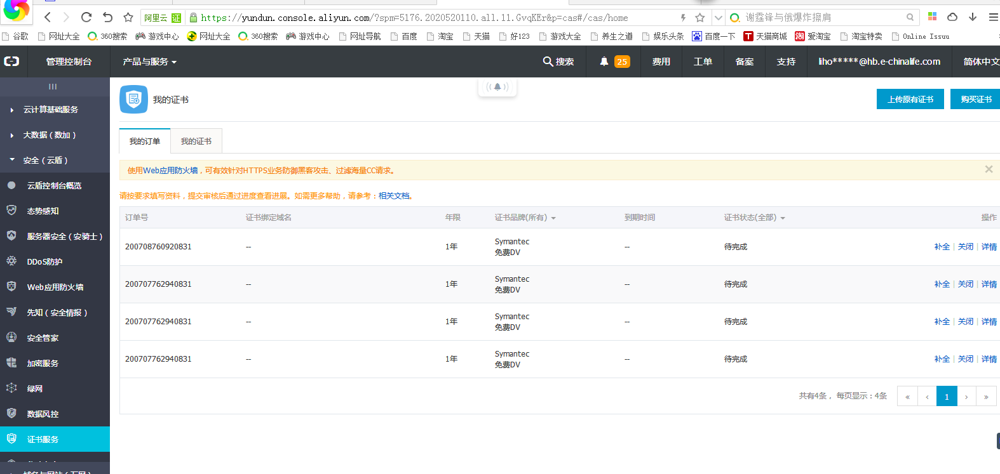 阿里云 证 https://yundun.console.aliyun.com/?spm=5176.2020520110.all.11.GvqKEr&p=cas#/cas/home 谢霆锋与俄爆炸擦肩
谷歌 网址大全 360搜索 游戏中心 网址大全 360搜索 游戏中心 网址导航 百度 淘宝 天猫 好123 游戏大全 养生之道 娱乐头条 百度一下 天猫商城 爱淘宝 淘宝特卖 Online Issuu
管理控制台 产品与服务 搜索 25 费用 工单 备案 支持 liho*****@hb.e-chinalife.com 简体中文
云计算基础服务
大数据（数加）
安全（云盾）
云盾控制台概览
态势感知
服务器安全（安骑士）
DDoS防护
Web应用防火墙
先知（安全情报）
安全管家
加密服务
绿网
数据风控
证书服务
我的证书
上传原有证书 购买证书
我的订单 我的证书
使用Web应用防火墙，可有效针对HTTPS业务防御黑客攻击、过滤海量CC请求。
请按要求填写资料，提交审核后通过进度查看进展。如需更多帮助，请参考：相关文档。
订单号 证书绑定域名 年限 证书品牌(所有) 到期时间 证书状态(全部) 操作
200708760920831 -- 1年 Symantec 免费DV -- 待完成 补全 | 关闭 | 详情
200707762940831 -- 1年 Symantec 免费DV -- 待完成 补全 | 关闭 | 详情
200707762940831 -- 1年 Symantec 免费DV -- 待完成 补全 | 关闭 | 详情
200707762940831 -- 1年 Symantec 免费DV -- 待完成 补全 | 关闭 | 详情
共有4条， 每页显示：4条 « ‹ 1 › »